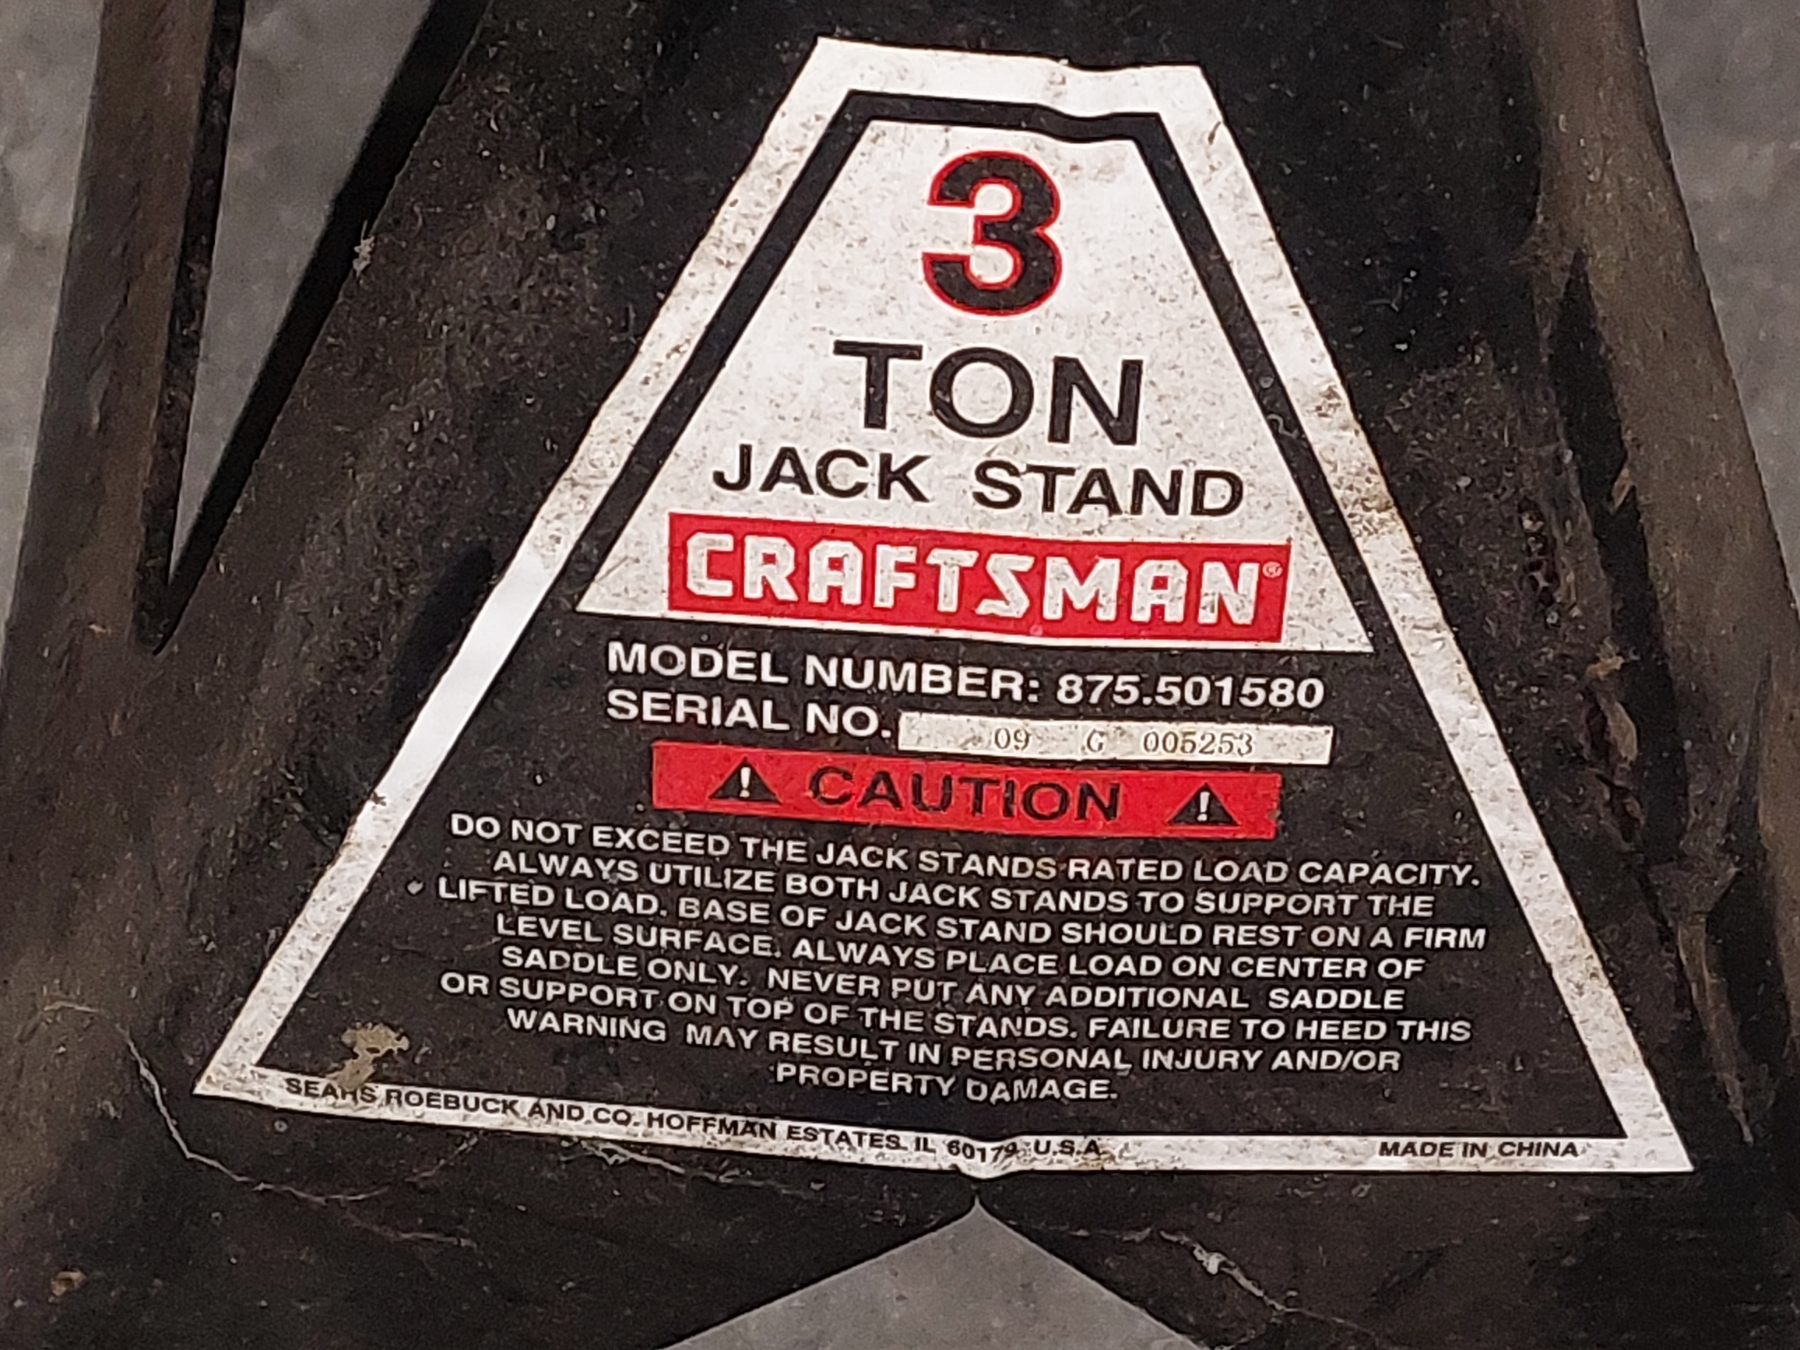 3
TON
JACK STAND
CRAFTSMAN®
MODEL NUMBER: 875.501580
SERIAL NO. 09 G 005253
CAUTION
DO NOT EXCEED THE JACK STANDS RATED LOAD CAPACITY.
ALWAYS UTILIZE BOTH JACK STANDS TO SUPPORT THE
LIFTED LOAD. BASE OF JACK STAND SHOULD REST ON A FIRM
LEVEL SURFACE. ALWAYS PLACE LOAD ON CENTER OF
SADDLE ONLY. NEVER PUT ANY ADDITIONAL SADDLE
OR SUPPORT ON TOP OF THE STANDS. FAILURE TO HEED THIS
WARNING MAY RESULT IN PERSONAL INJURY AND/OR
PROPERTY DAMAGE.
SEARS ROEBUCK AND CO. HOFFMAN ESTATES. IL 60179 U.S.A. MADE IN CHINA